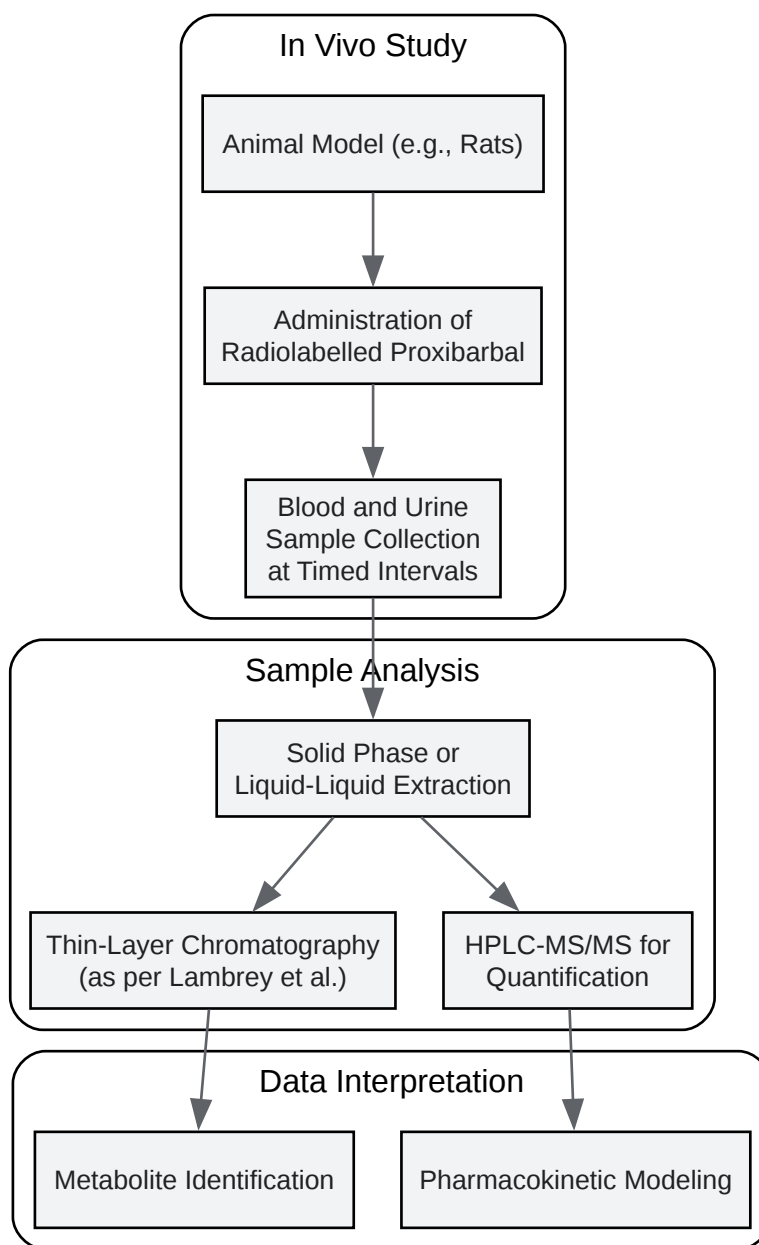 In Vivo Study
Animal Model (e.g., Rats)
Administration of
Radiolabelled Proxibarbal
Blood and Urine
Sample Collection
at Timed Intervals
Sample Analysis
Solid Phase or
Liquid-Liquid Extraction
Thin-Layer Chromatography
(as per Lambrey et al.)
HPLC-MS/MS for
Quantification
Data Interpretation
Metabolite Identification
Pharmacokinetic Modeling